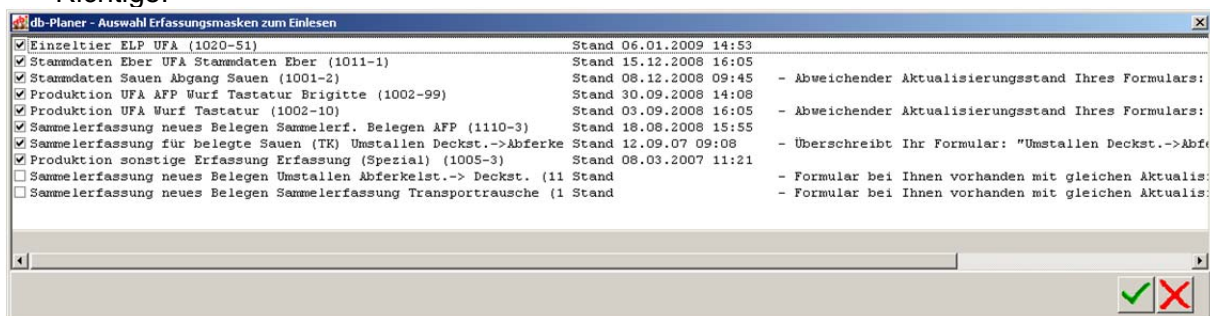 Richtige.
db-Planer - Auswahl Erfassungsmasken zum Einlesen
Einzeltier ELP UFA (1020-51) Stand 06.01.2009 14:53
Stammdaten Eber UFA Stammdaten Eber (1011-1) Stand 15.12.2008 16:05
Stammdaten Sauen Abgang Sauen (1001-2) Stand 08.12.2008 09:45 - Abweichender Aktualisierungsstand Ihres Formulars:
Produktion UFA AFP Wurf Tastatur Brigitte (1002-99) Stand 30.09.2008 14:08
Produktion UFA Wurf Tastatur (1002-10) Stand 03.09.2008 16:05 - Abweichender Aktualisierungsstand Ihres Formulars:
Sammelerfassung neues Belegen Sammelerf. Belegen AFP (1110-3) Stand 18.08.2008 15:55
Sammelerfassung für belegte Sauen (TK) Umstallen Deckst.->Abferke Stand 12.09.07 09:08 - Überschreibt Ihr Formular: "Umstallen Deckst.->Abfe
Produktion sonstige Erfassung Erfassung (Spezial) (1005-3) Stand 08.03.2007 11:21
Sammelerfassung neues Belegen Umstallen Abferkelst.-> Deckst. (11 Stand - Formular bei Ihnen vorhanden mit gleichen Aktualis
Sammelerfassung neues Belegen Sammelerfassung Transportrausche (1 Stand - Formular bei Ihnen vorhanden mit gleichen Aktualis